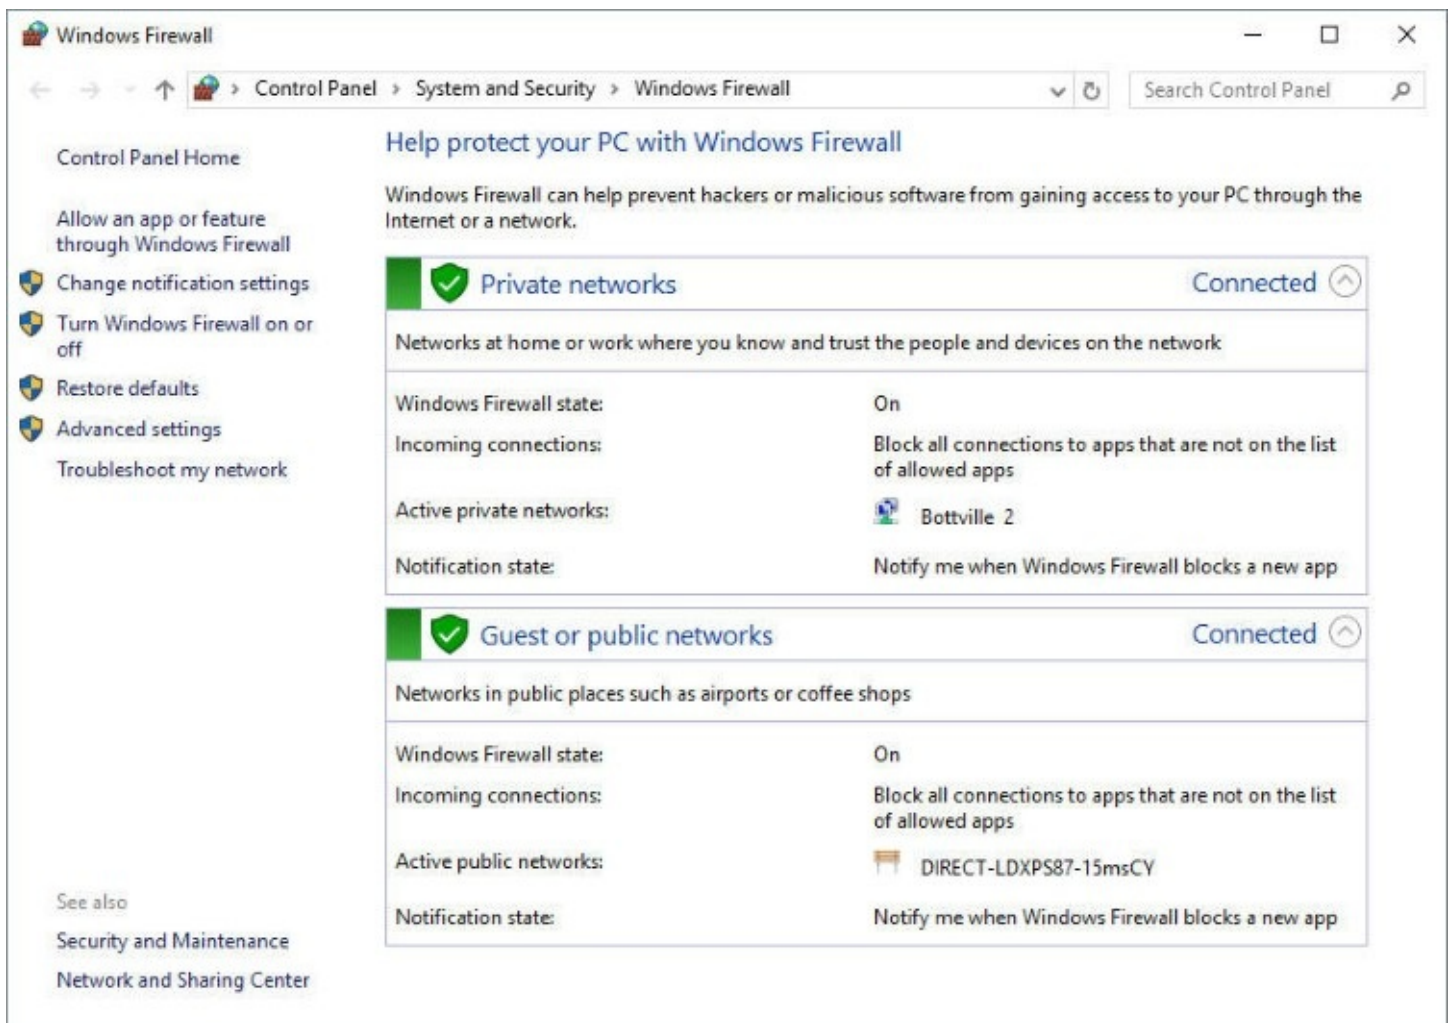 Windows Firewall
Control Panel > System and Security > Windows Firewall
Search Control Panel
Control Panel Home
Allow an app or feature
through Windows Firewall
Change notification settings
Turn Windows Firewall on or
off
Restore defaults
Advanced settings
Troubleshoot my network
See also
Security and Maintenance
Network and Sharing Center
Help protect your PC with Windows Firewall
Windows Firewall can help prevent hackers or malicious software from gaining access to your PC through the
Internet or a network.
Private networks Connected
Networks at home or work where you know and trust the people and devices on the network
Windows Firewall state: On
Incoming connections: Block all connections to apps that are not on the list
of allowed apps
Active private networks: Bottville 2
Notification state: Notify me when Windows Firewall blocks a new app
Guest or public networks Connected
Networks in public places such as airports or coffee shops
Windows Firewall state: On
Incoming connections: Block all connections to apps that are not on the list
of allowed apps
Active public networks: DIRECT-LDXPS87-15msCY
Notification state: Notify me when Windows Firewall blocks a new app